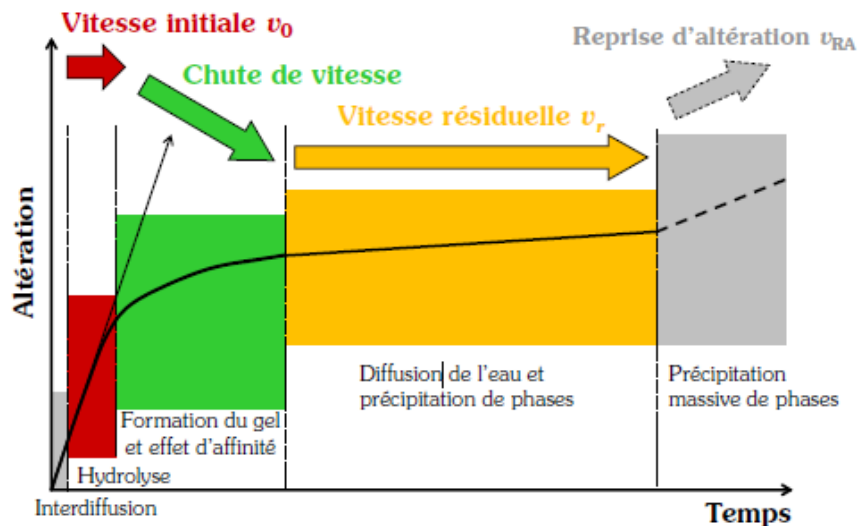 Vitesse initiale v0
Reprise d'altération vRA
Chute de vitesse
Vitesse résiduelle vr
Altération
Diffusion de l'eau et
précipitation de phases
Précipitation
massive de phases
Formation du gel
et effet d'affinité
Hydrolyse
Interdiffusion
Temps